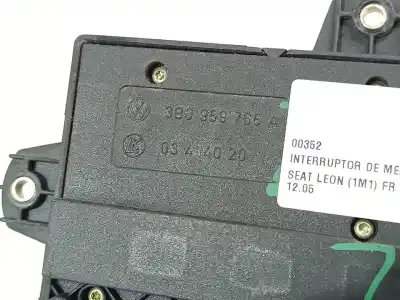 3B0 959 765 A
03 4140 20
00352
INTERRUPTOR DE ME
SEAT LEON (1M1) FR
12.05